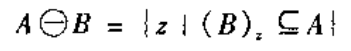 A ⊖ B = { z | (B)_z ⊆ A }